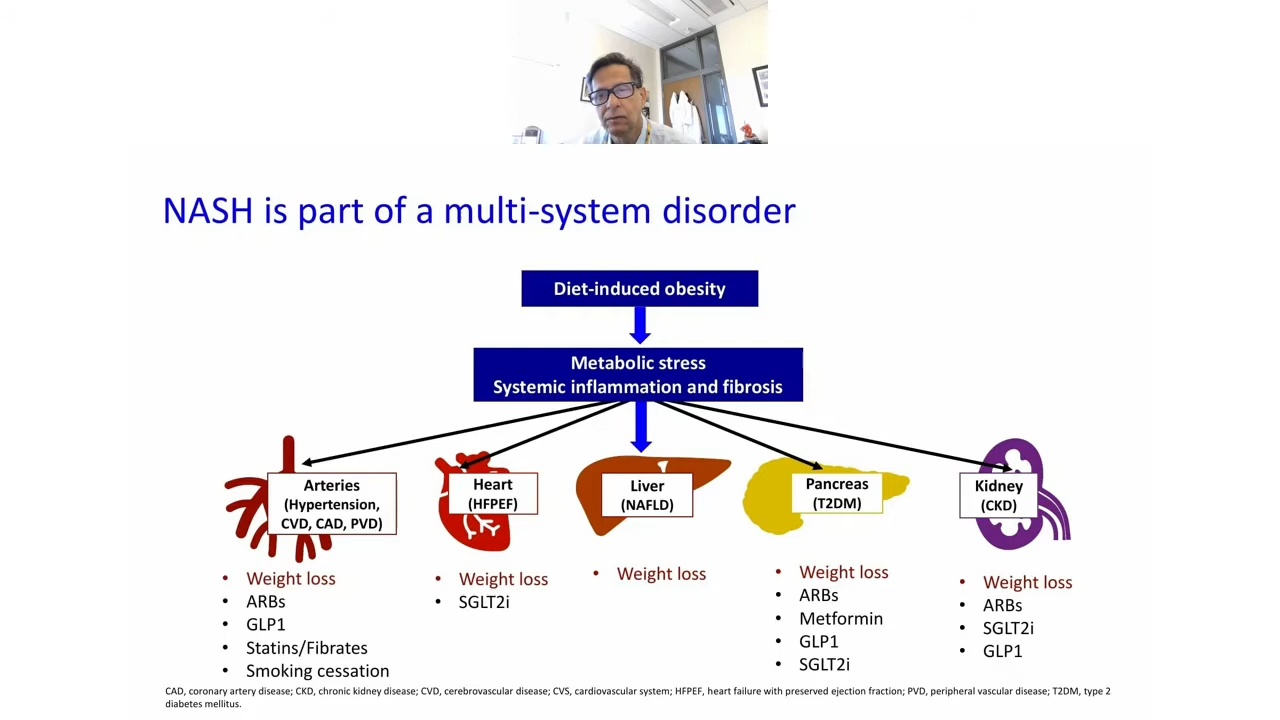 NASH is part of a multi-system disorder
Diet-induced obesity
Metabolic stress
Systemic inflammation and fibrosis
Arteries
(Hypertension,
CVD, CAD, PVD)
Heart
(HFPEF)
Liver
(NAFLD)
Pancreas
(T2DM)
Kidney
(CKD)
• Weight loss
• ARBs
• GLP1
• Statins/Fibrates
• Smoking cessation
• Weight loss
• SGLT2i
• Weight loss
• Weight loss
• ARBs
• Metformin
• GLP1
• SGLT2i
• Weight loss
• ARBs
• SGLT2i
• GLP1
CAD, coronary artery disease; CKD, chronic kidney disease; CVD, cerebrovascular disease; CVS, cardiovascular system; HFPEF, heart failure with preserved ejection fraction; PVD, peripheral vascular disease; T2DM, type 2
diabetes mellitus.